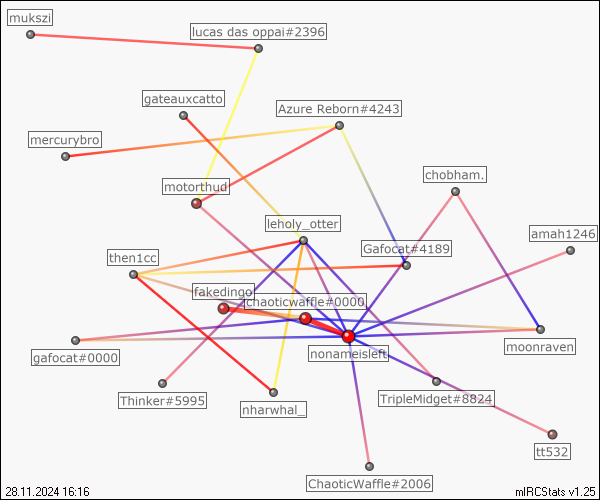 mukszi
lucas das oppai#2396
gateauxcatto
Azure Reborn#4243
mercurybro
chobham.
motorthud
leholy_otter
amah1246
Gafocat#4189
then1cc
fakedingo
chaoticwaffle#0000
nonameisleft
moonraven
gafocat#0000
Thinker#5995
TripleMidget#8824
nharwhal_
tt532
ChaoticWaffle#2006
28.11.2024 16:16
mIRCStats v1.25